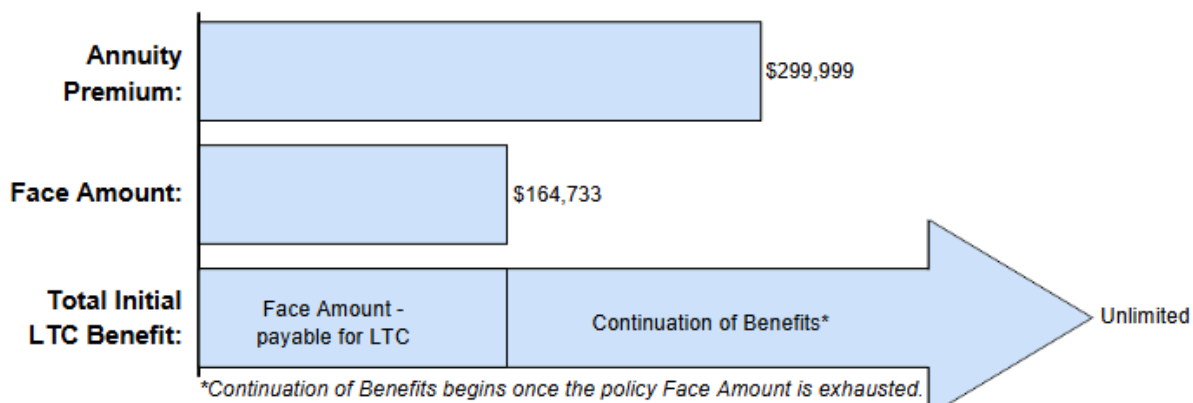 Annuity
Premium:
$299,999
Face Amount:
$164,733
Total Initial
LTC Benefit:
Face Amount -
payable for LTC
Continuation of Benefits*
Unlimited
*Continuation of Benefits begins once the policy Face Amount is exhausted.